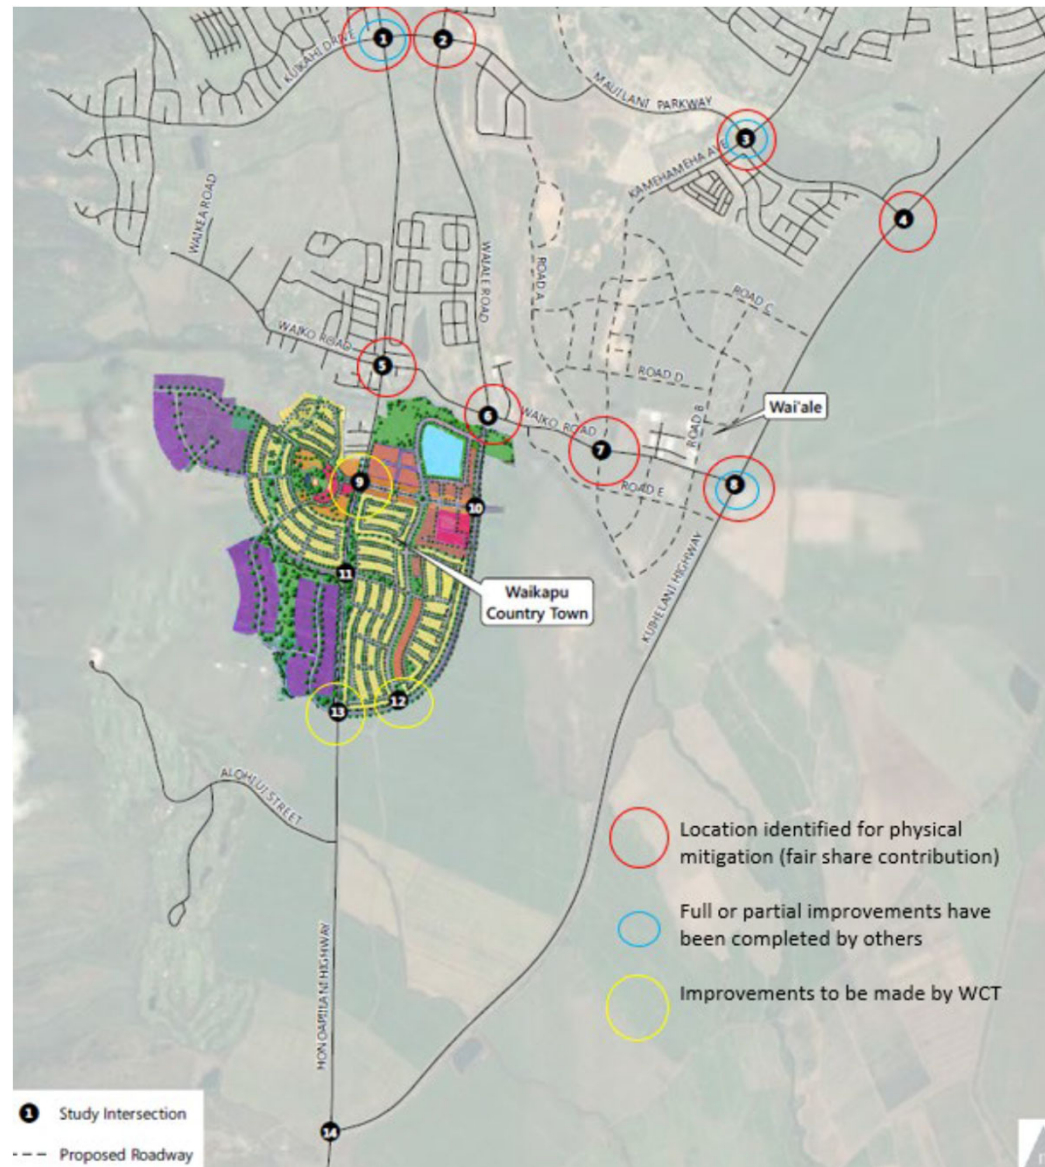 1
2
KUIKAHI DRIVE
MAUILANI PARKWAY
3
KAMEHAMEHA AVE
4
WAIKEA ROAD
WAIALE ROAD
ROAD A
ROAD C
WAIKO ROAD
5
ROAD D
6
WAIKO ROAD
ROAD B
Wai'ale
7
8
9
ROAD E
10
11
Waikapu
Country Town
KUIHELANI HIGHWAY
12
13
ALOHI UI STREET
Location identified for physical
mitigation (fair share contribution)
Full or partial improvements have
been completed by others
HONOAPIILANI HIGHWAY
Improvements to be made by WCT
1 Study Intersection
14
Proposed Roadway